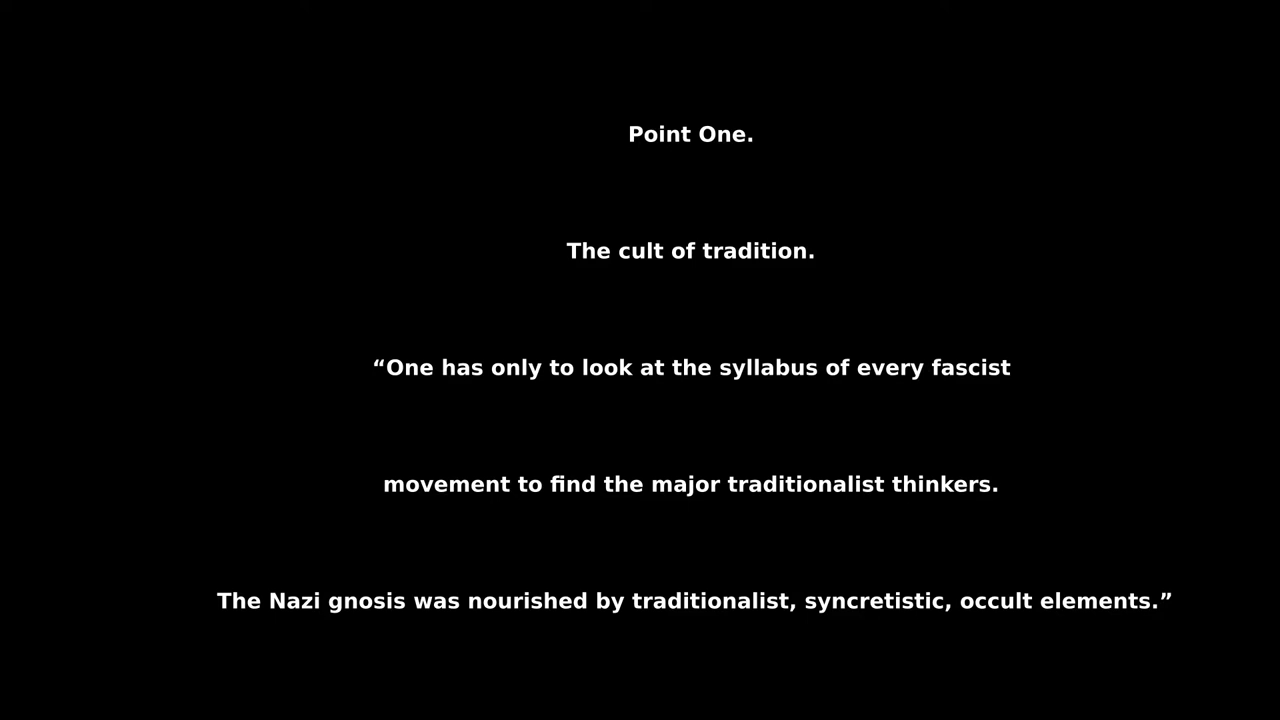 Point One.
The cult of tradition.
“One has only to look at the syllabus of every fascist
movement to find the major traditionalist thinkers.
The Nazi gnosis was nourished by traditionalist, syncretistic, occult elements.”